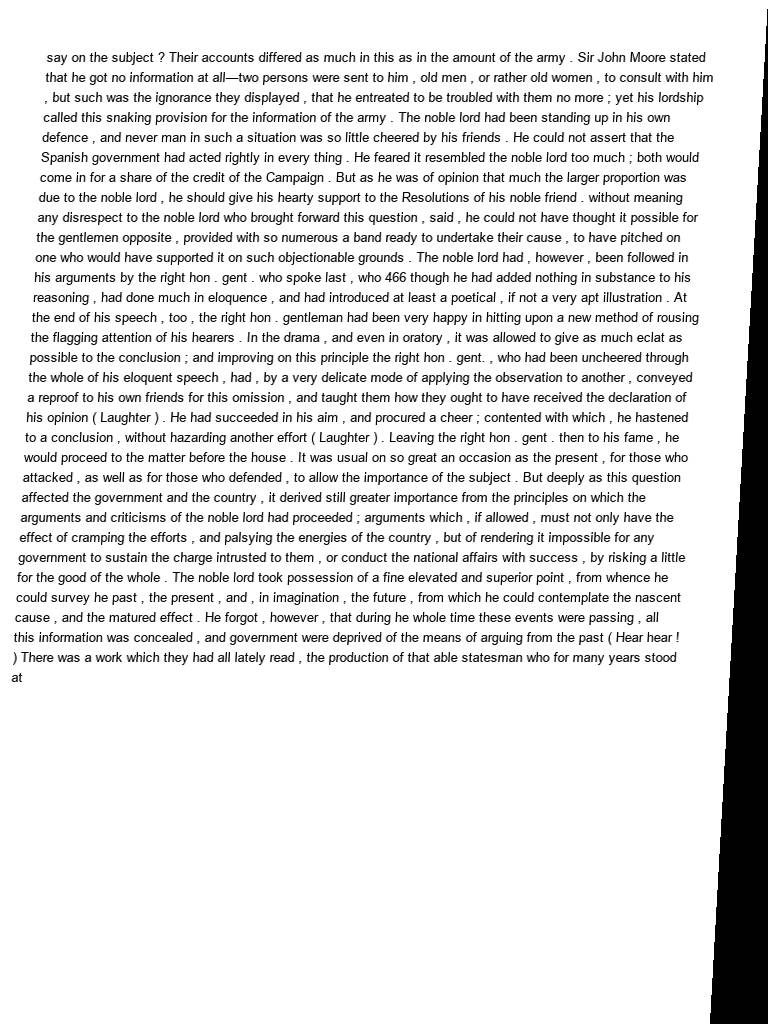 say on the subject ? Their accounts differed as much in this as in the amount of the army . Sir John Moore stated
that he got no information at all—two persons were sent to him , old men , or rather old women , to consult with him
, but such was the ignorance they displayed , that he entreated to be troubled with them no more ; yet his lordship
called this snaking provision for the information of the army . The noble lord had been standing up in his own
defence , and never man in such a situation was so little cheered by his friends . He could not assert that the
Spanish government had acted rightly in every thing . He feared it resembled the noble lord too much ; both would
come in for a share of the credit of the Campaign . But as he was of opinion that much the larger proportion was
due to the noble lord , he should give his hearty support to the Resolutions of his noble friend . without meaning
any disrespect to the noble lord who brought forward this question , said , he could not have thought it possible for
the gentlemen opposite , provided with so numerous a band ready to undertake their cause , to have pitched on
one who would have supported it on such objectionable grounds . The noble lord had , however , been followed in
his arguments by the right hon . gent . who spoke last , who 466 though he had added nothing in substance to his
reasoning , had done much in eloquence , and had introduced at least a poetical , if not a very apt illustration . At
the end of his speech , too , the right hon . gentleman had been very happy in hitting upon a new method of rousing
the flagging attention of his hearers . In the drama , and even in oratory , it was allowed to give as much eclat as
possible to the conclusion ; and improving on this principle the right hon . gent. , who had been uncheered through
the whole of his eloquent speech , had , by a very delicate mode of applying the observation to another , conveyed
a reproof to his own friends for this omission , and taught them how they ought to have received the declaration of
his opinion ( Laughter ) . He had succeeded in his aim , and procured a cheer ; contented with which , he hastened
to a conclusion , without hazarding another effort ( Laughter ) . Leaving the right hon . gent . then to his fame , he
would proceed to the matter before the house . It was usual on so great an occasion as the present , for those who
attacked , as well as for those who defended , to allow the importance of the subject . But deeply as this question
affected the government and the country , it derived still greater importance from the principles on which the
arguments and criticisms of the noble lord had proceeded ; arguments which , if allowed , must not only have the
effect of cramping the efforts , and palsying the energies of the country , but of rendering it impossible for any
government to sustain the charge intrusted to them , or conduct the national affairs with success , by risking a little
for the good of the whole . The noble lord took possession of a fine elevated and superior point , from whence he
could survey he past , the present , and , in imagination , the future , from which he could contemplate the nascent
cause , and the matured effect . He forgot , however , that during he whole time these events were passing , all
this information was concealed , and government were deprived of the means of arguing from the past ( Hear hear !
) There was a work which they had all lately read , the production of that able statesman who for many years stood
at